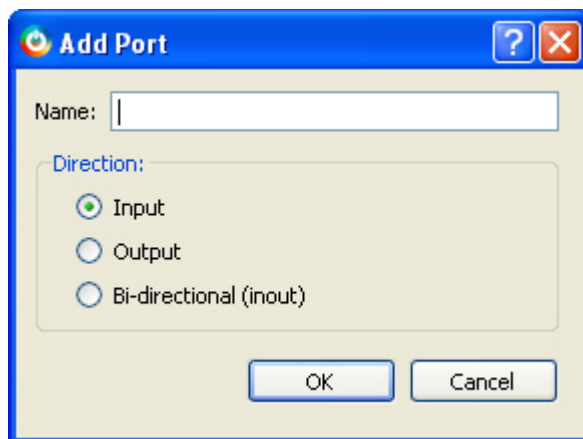 Add Port
?
Name:
Direction:
Input
Output
Bi-directional (inout)
OK Cancel